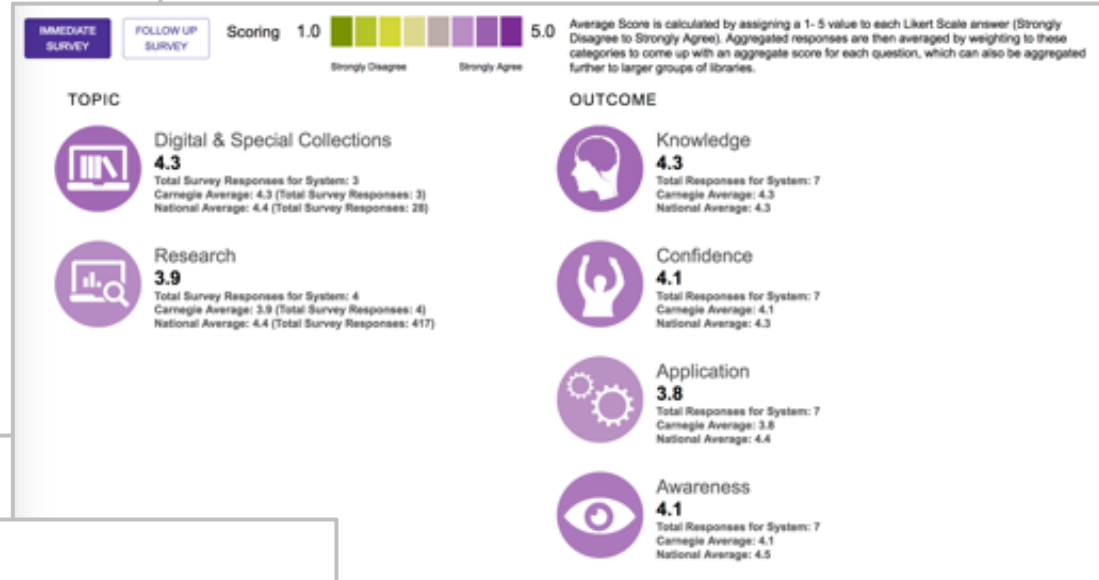 IMMEDIATE
SURVEY
FOLLOW UP
SURVEY
Scoring 1.0
5.0
Strongly Disagree
Strongly Agree
Average Score is calculated by assigning a 1- 5 value to each Likert Scale answer (Strongly
Disagree to Strongly Agree). Aggregated responses are then averaged by weighting to these
categories to come up with an aggregate score for each question, which can also be aggregated
further to larger groups of libraries.
TOPIC
Digital & Special Collections
4.3
Total Survey Responses for System: 3
Carnegie Average: 4.3 (Total Survey Responses: 3)
National Average: 4.4 (Total Survey Responses: 28)
Research
3.9
Total Survey Responses for System: 4
Carnegie Average: 3.9 (Total Survey Responses: 4)
National Average: 4.4 (Total Survey Responses: 417)
OUTCOME
Knowledge
4.3
Total Responses for System: 7
Carnegie Average: 4.3
National Average: 4.3
Confidence
4.1
Total Responses for System: 7
Carnegie Average: 4.1
National Average: 4.3
Application
3.8
Total Responses for System: 7
Carnegie Average: 3.8
National Average: 4.4
Awareness
4.1
Total Responses for System: 7
Carnegie Average: 4.1
National Average: 4.5